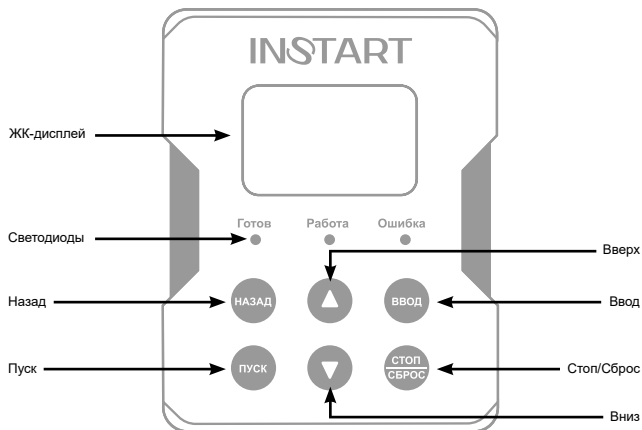 INSTART
ЖК-дисплей
Готов
Работа
Ошибка
Светодиоды
Вверх
Назад
НАЗАД
ВВОД
Ввод
Пуск
ПУСК
СТОП
СБРОС
Стоп/Сброс
Вниз